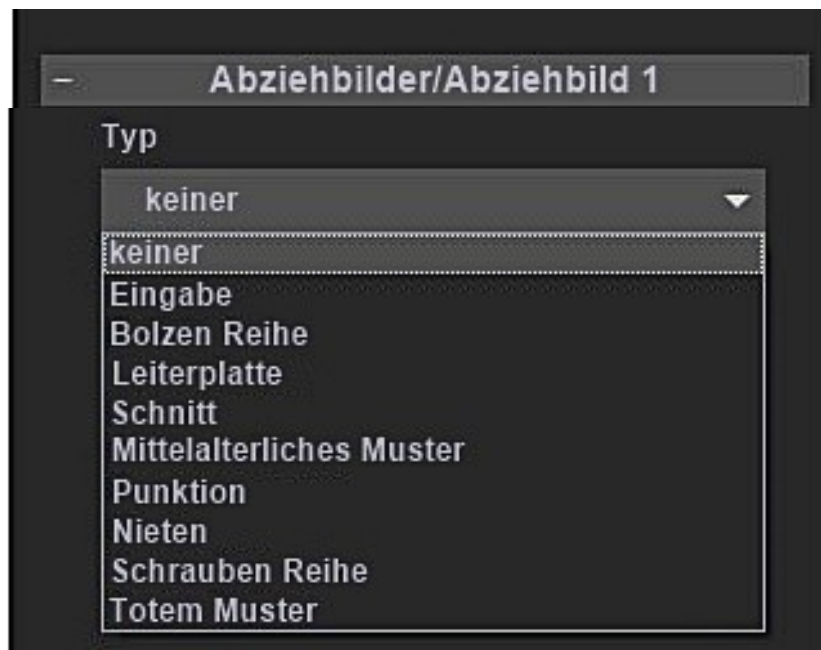 – Abziehbilder/Abziehbild 1
Typ
keiner
keiner
Eingabe
Bolzen Reihe
Leiterplatte
Schnitt
Mittelalterliches Muster
Punktion
Nieten
Schrauben Reihe
Totem Muster